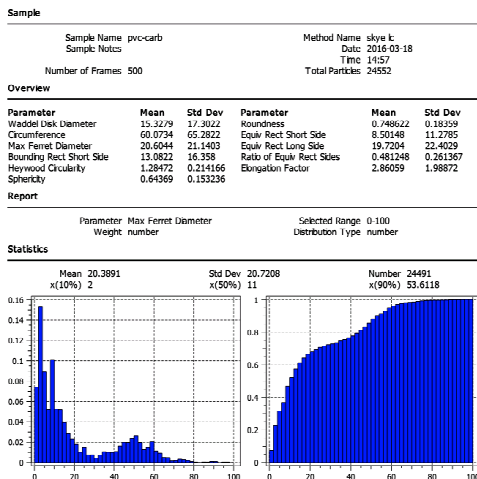 Sample
Sample Name pvc-carb Method Name skye lc
Sample Notes Date 2016-03-18
Time 14:57
Number of Frames 500 Total Particles 24552
Overview
Parameter Mean Std Dev Parameter Mean Std Dev
Waddel Disk Diameter 15.3279 17.3022 Roundness 0.748622 0.18359
Circumference 60.0734 65.2822 Equiv Rect Short Side 8.50148 11.2785
Max Ferret Diameter 20.6044 21.1403 Equiv Rect Long Side 19.7204 22.4029
Bounding Rect Short Side 13.0822 16.358 Ratio of Equiv Rect Sides 0.481248 0.261367
Heywood Circularity 1.28472 0.214166 Elongation Factor 2.86059 1.98872
Sphericity 0.64369 0.153236
Report
Parameter Max Ferret Diameter Selected Range 0-100
Weight number Distribution Type number
Statistics
Mean 20.3891 Std Dev 20.7208 Number 24491
x(10%) 2 x(50%) 11 x(90%) 53.6118
0.16 1
0.14
0.12 0.8
0.1 0.6
0.08
0.06 0.4
0.04
0.02 0.2
0 0
0 20 40 60 80 100 0 20 40 60 80 100